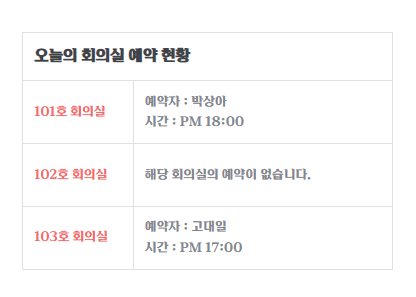 오늘의 회의실 예약 현황
101호 회의실
예약자 : 박상아
시간 : PM 18:00
102호 회의실
해당 회의실의 예약이 없습니다.
103호 회의실
예약자 : 고대일
시간 : PM 17:00